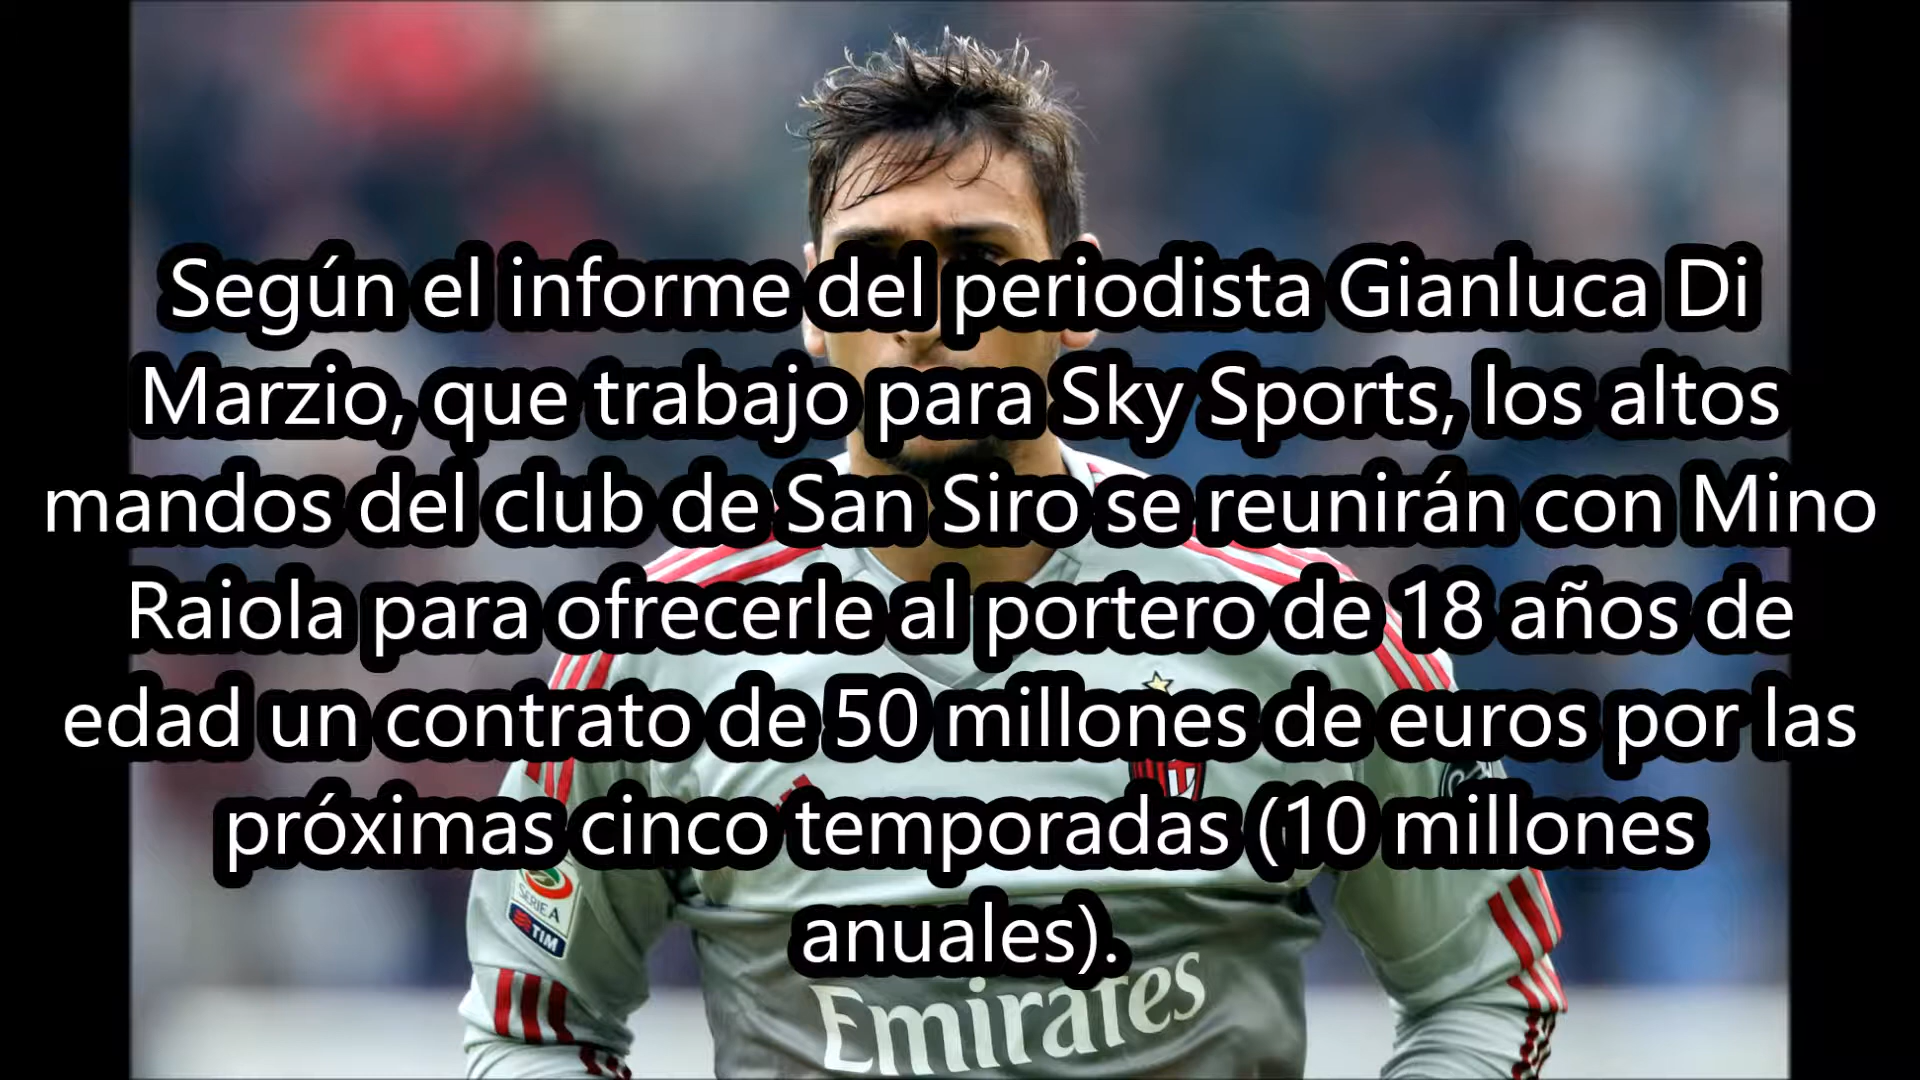 Según el informe del periodista Gianluca Di
Marzio, que trabajo para Sky Sports, los altos
mandos del club de San Siro se reunirán con Mino
Raiola para ofrecerle al portero de 18 años de
edad un contrato de 50 millones de euros por las
próximas cinco temporadas (10 millones
anuales).
SERIE A
TIM
Emirates